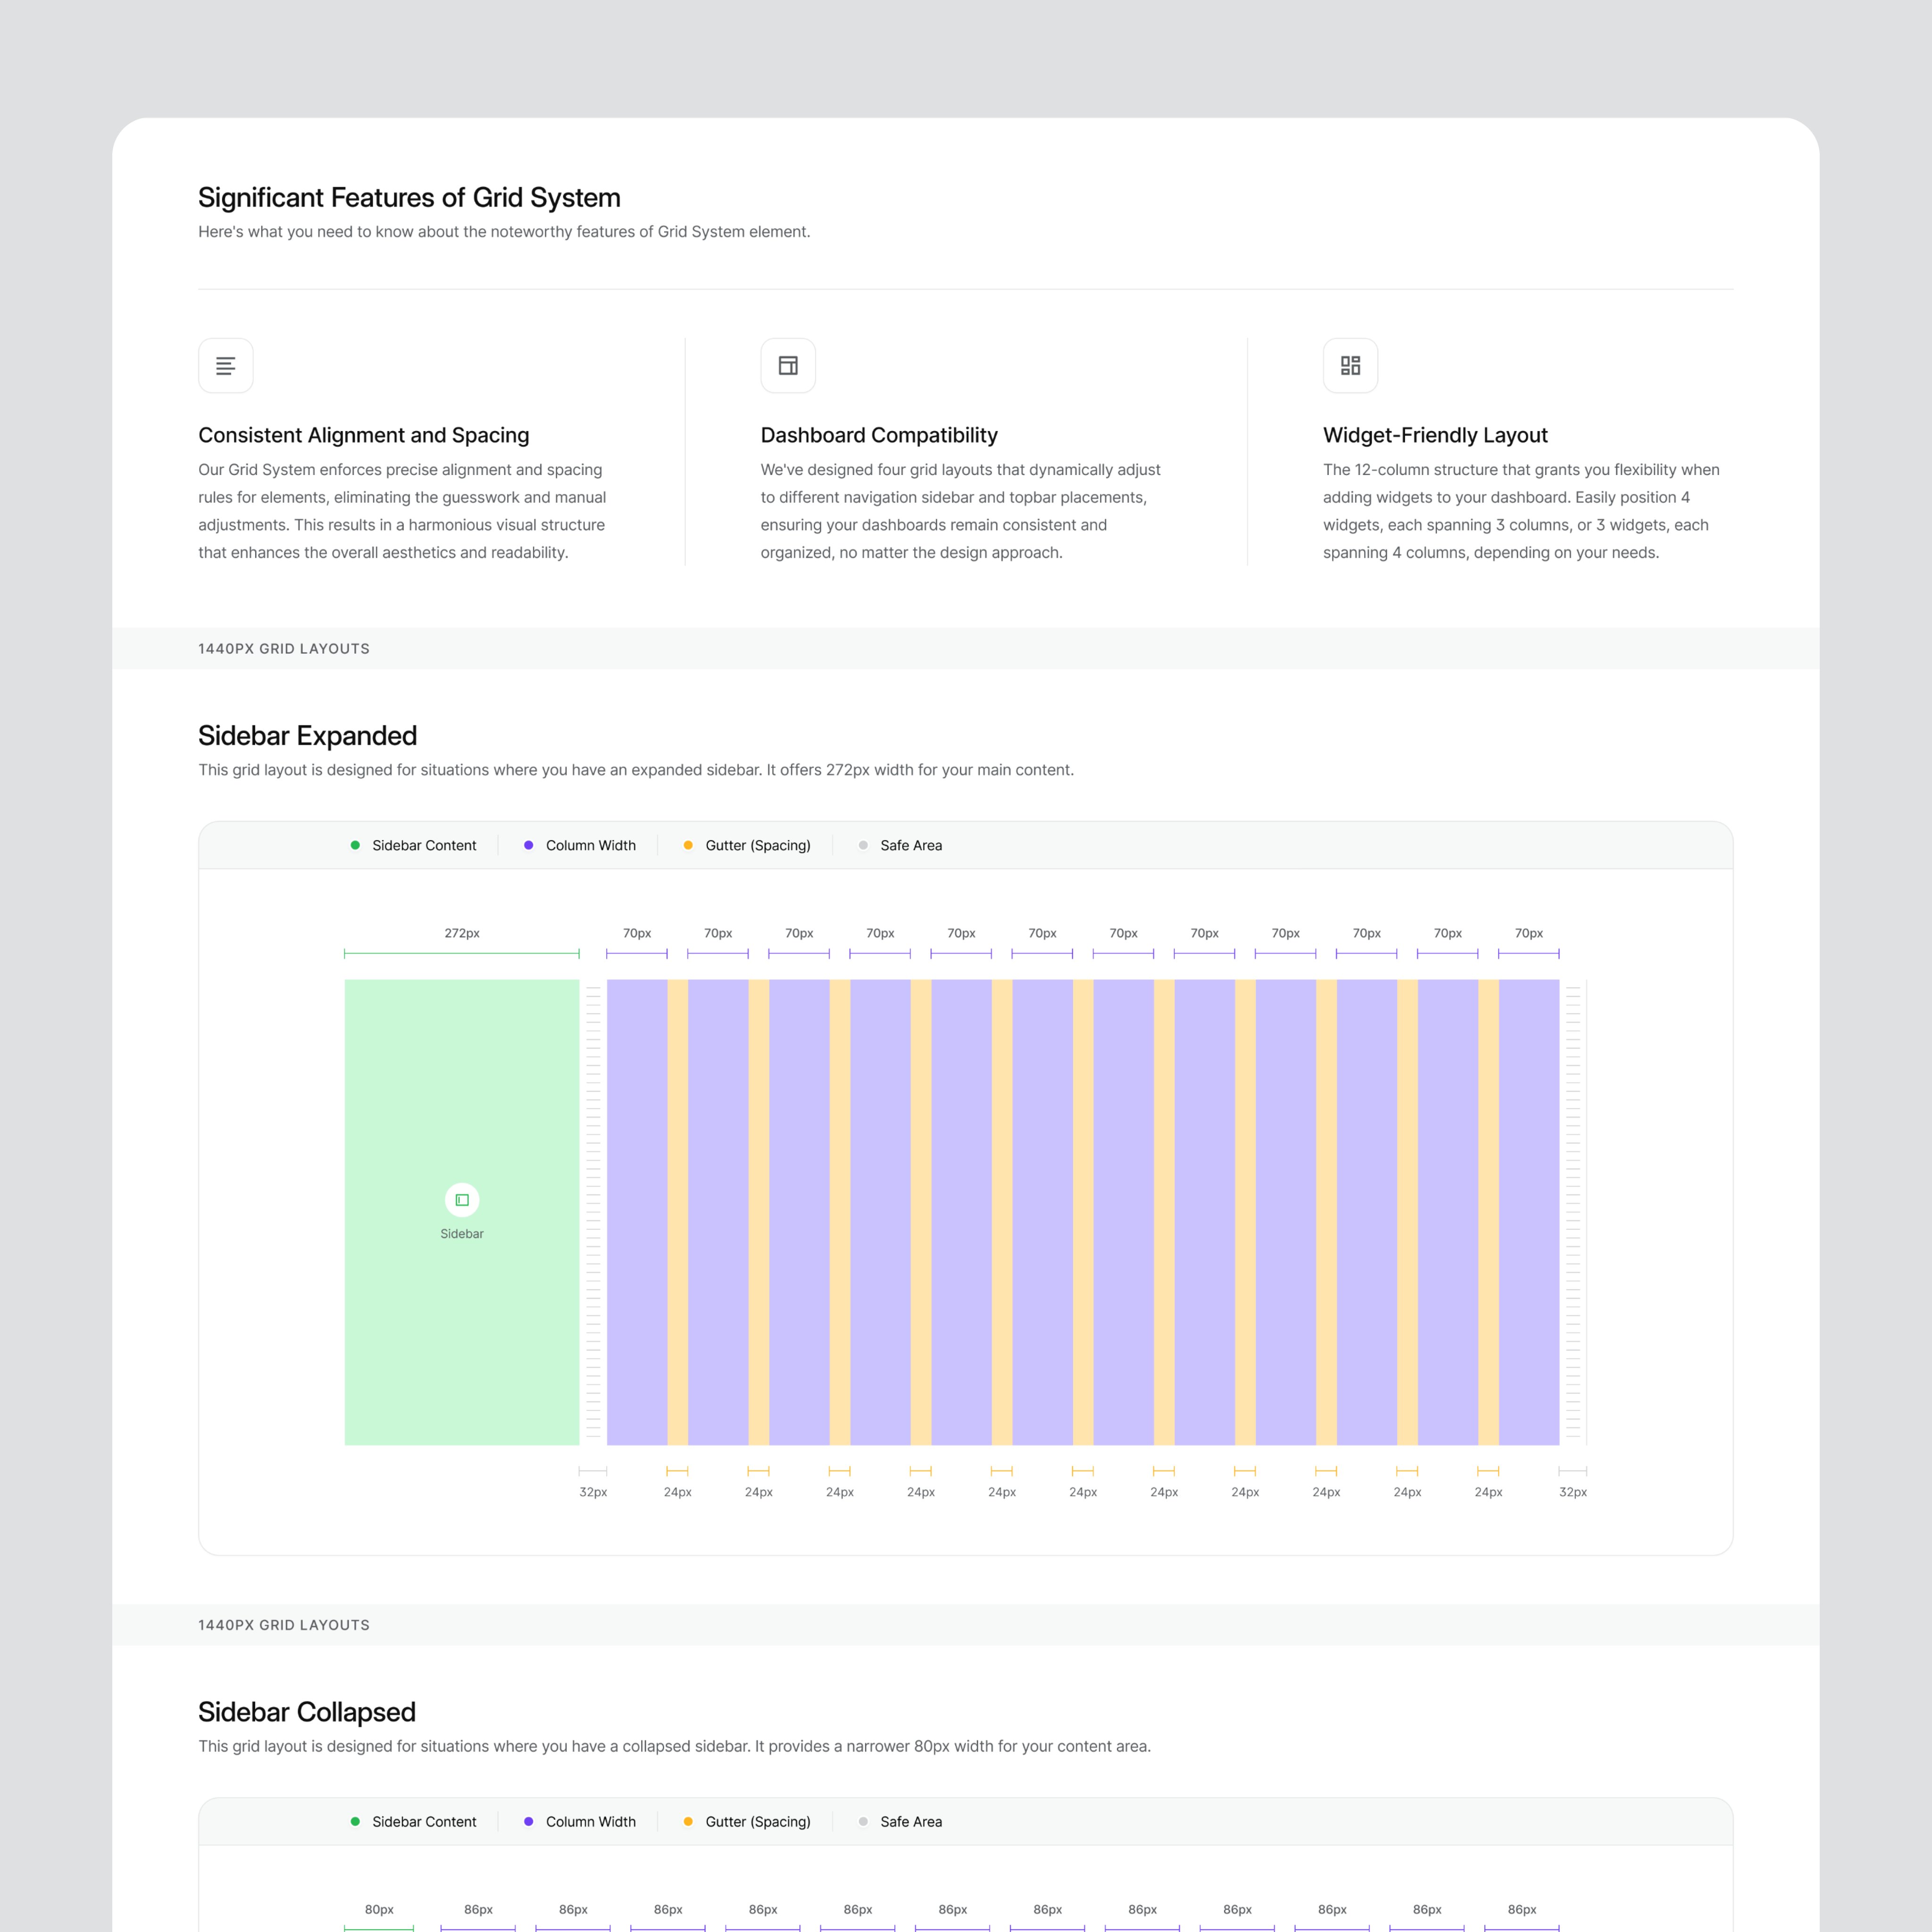 Significant Features of Grid System
Here's what you need to know about the noteworthy features of Grid System element.
Consistent Alignment and Spacing
Our Grid System enforces precise alignment and spacing
rules for elements, eliminating the guesswork and manual
adjustments. This results in a harmonious visual structure
that enhances the overall aesthetics and readability.
Dashboard Compatibility
We've designed four grid layouts that dynamically adjust
to different navigation sidebar and topbar placements,
ensuring your dashboards remain consistent and
organized, no matter the design approach.
Widget-Friendly Layout
The 12-column structure that grants you flexibility when
adding widgets to your dashboard. Easily position 4
widgets, each spanning 3 columns, or 3 widgets, each
spanning 4 columns, depending on your needs.
1440PX GRID LAYOUTS
Sidebar Expanded
This grid layout is designed for situations where you have an expanded sidebar. It offers 272px width for your main content.
Sidebar Content Column Width Gutter (Spacing) Safe Area
272px 70px 70px 70px 70px 70px 70px 70px 70px 70px 70px 70px 70px
Sidebar
32px 24px 24px 24px 24px 24px 24px 24px 24px 24px 24px 24px 32px
1440PX GRID LAYOUTS
Sidebar Collapsed
This grid layout is designed for situations where you have a collapsed sidebar. It provides a narrower 80px width for your content area.
Sidebar Content Column Width Gutter (Spacing) Safe Area
80px 86px 86px 86px 86px 86px 86px 86px 86px 86px 86px 86px 86px